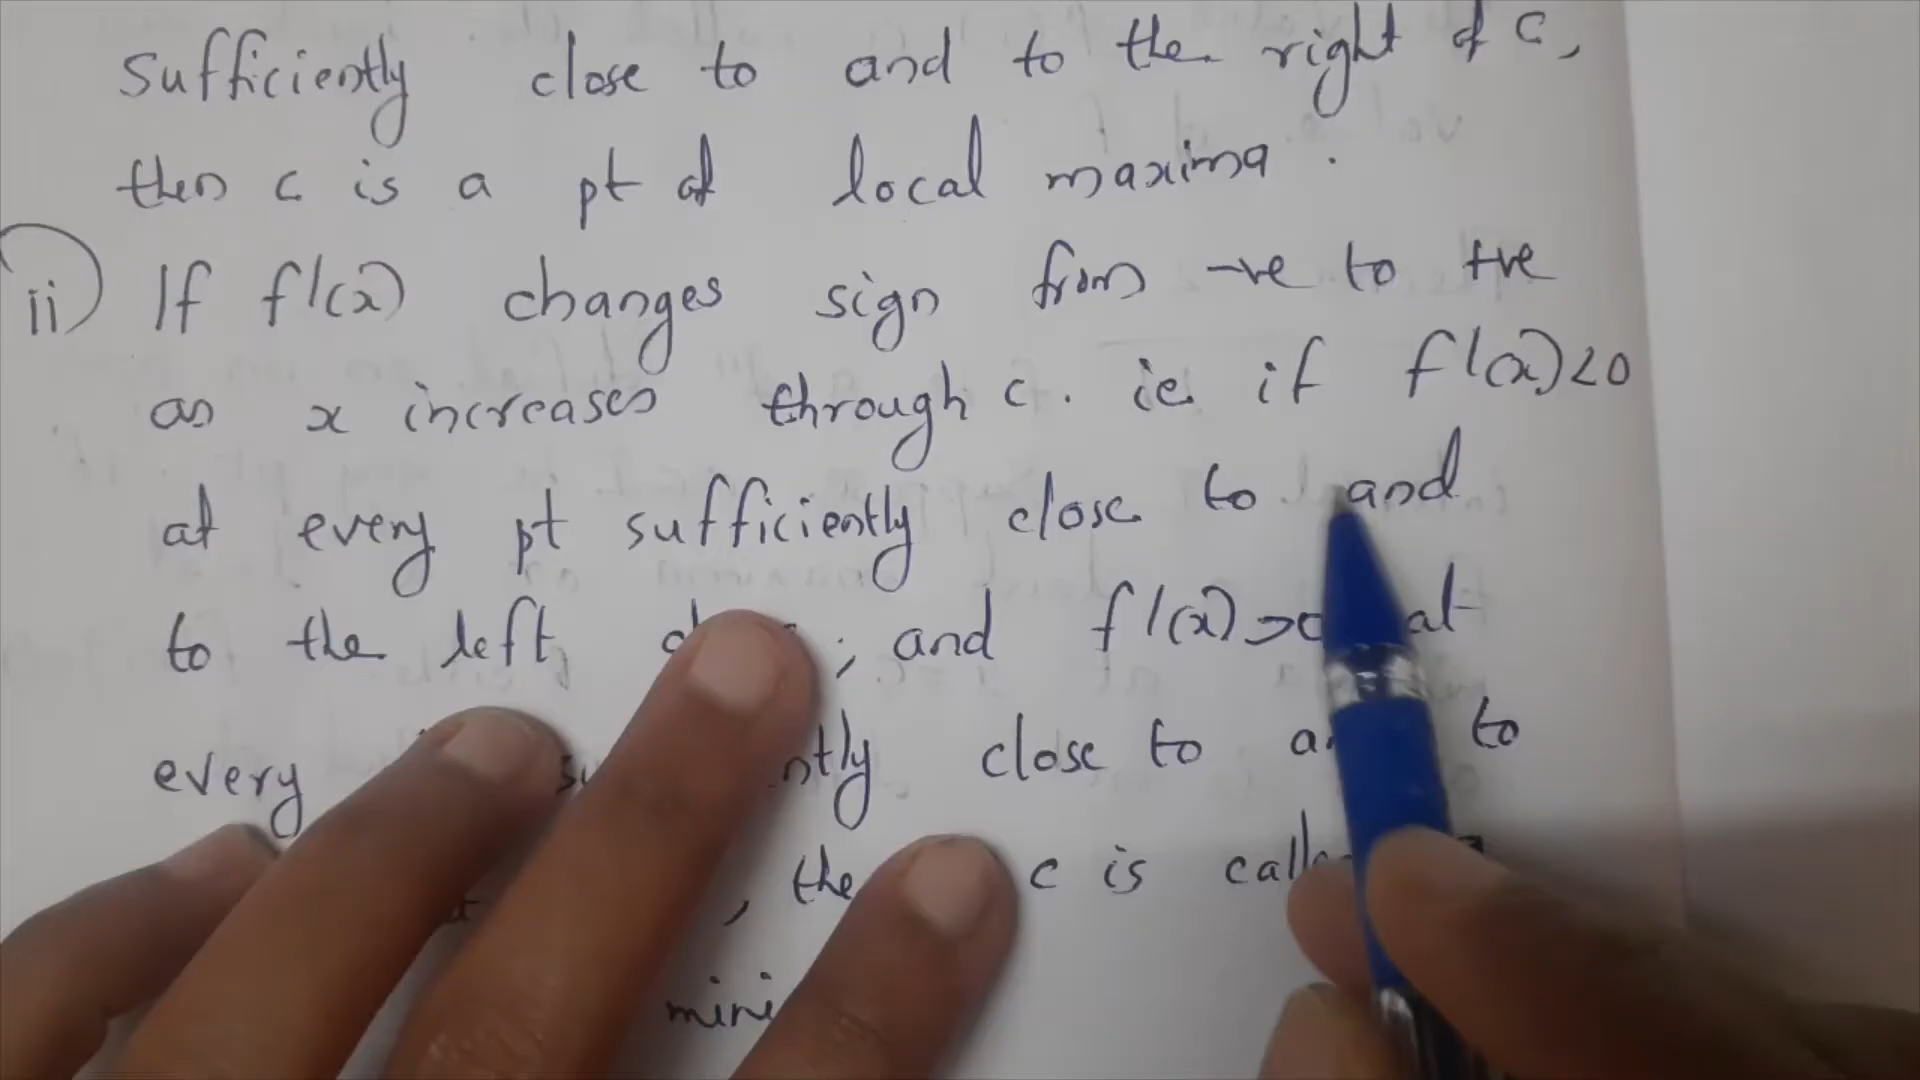 Sufficiently close to and to the right of c,
then c is a pt of local maxima.
ii) If f'(x) changes sign from -ve to +ve
as x increases through c. ie if f'(x)<0
at every pt sufficiently close to and
to the left ; and f'(x)>0 at
every close to to
, c is